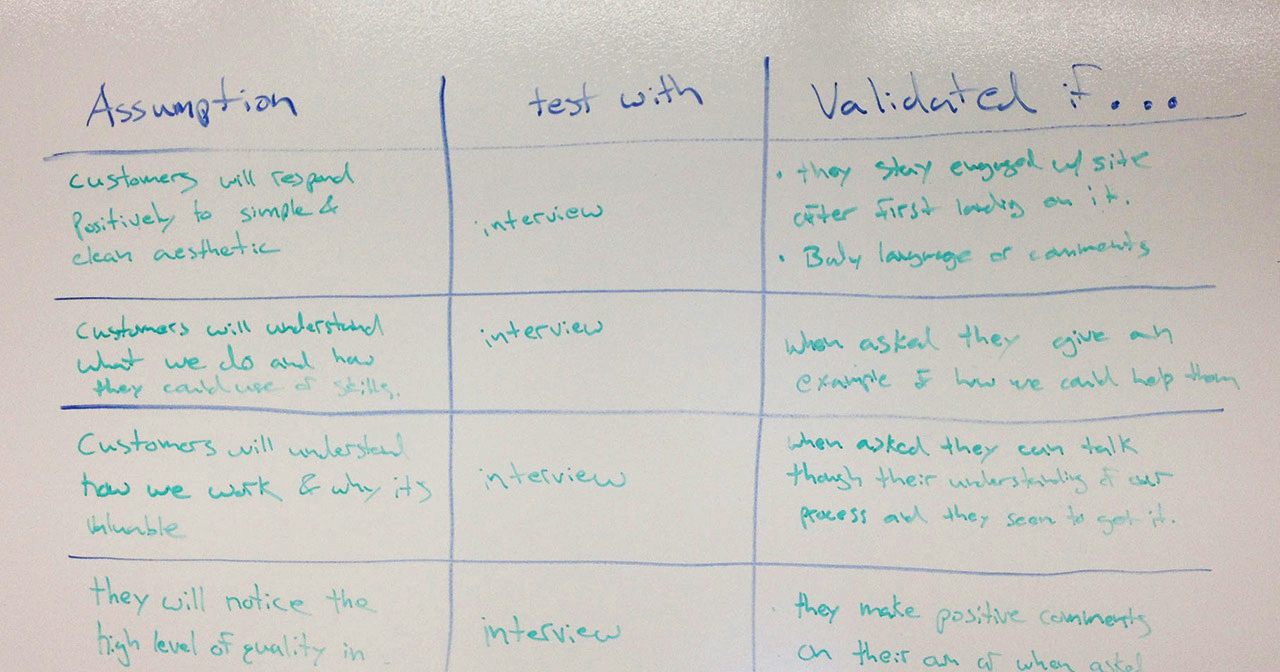 Assumption
test with
Validated if...
Customers will respond
Positively to simple &
clean aesthetic
interview
• they stay engaged w/ site
after first landing on it.
• Body language or comments
Customers will understand
what we do and how
they could use skills.
interview
when asked they give an
example of how we could help them
Customers will understand
how we work & why its
valuable
interview
when asked they can talk
though their understanding of our
process and they seem to get it.
they will notice the
high level of quality in
interview
they make positive comments
on their own or when asked